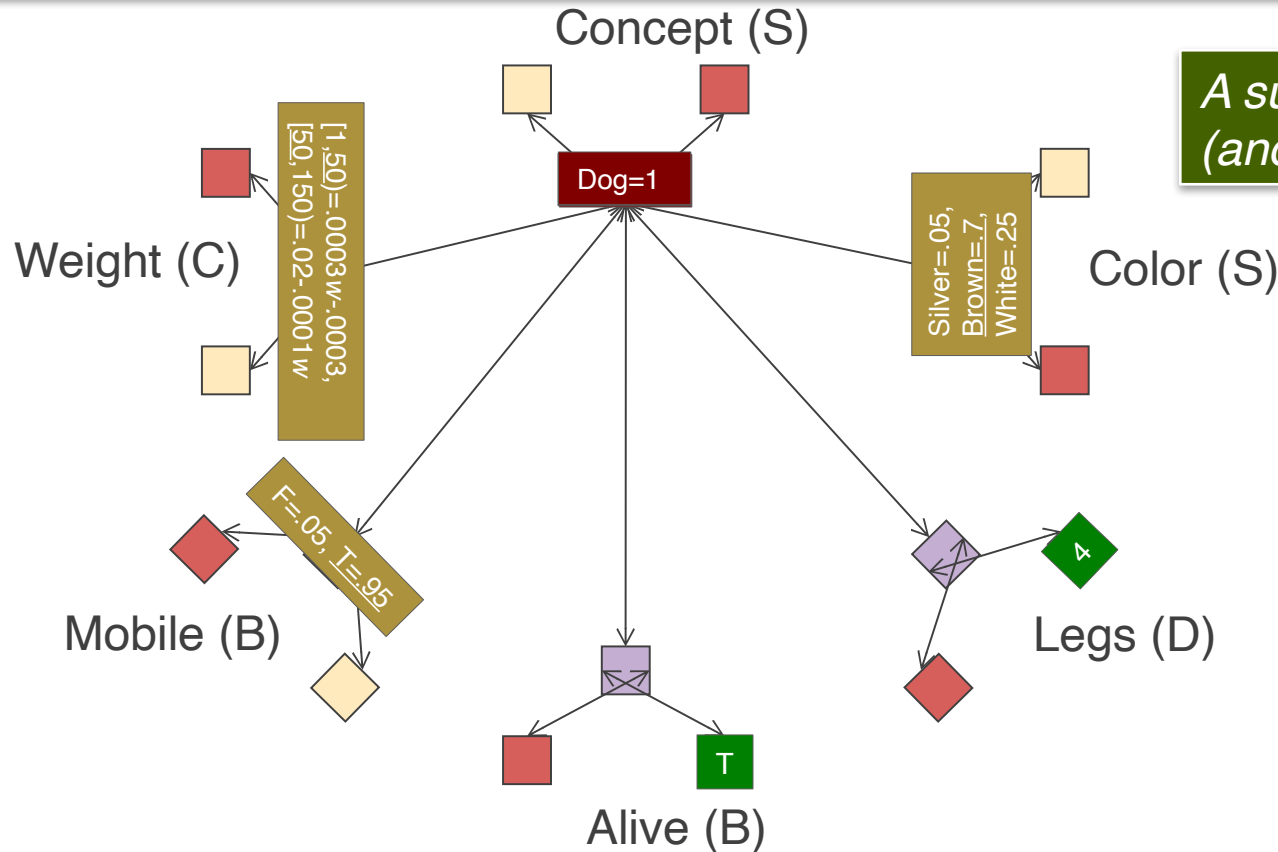 Concept (S)
A su
(and
Dog=1
[1,50)=.0003w-.0003,
[50,150)=.02-.0001w
Weight (C)
Silver=.05,
Brown=.7,
White=.25
Color (S)
F=.05, T=.95
Mobile (B)
4
Legs (D)
T
Alive (B)